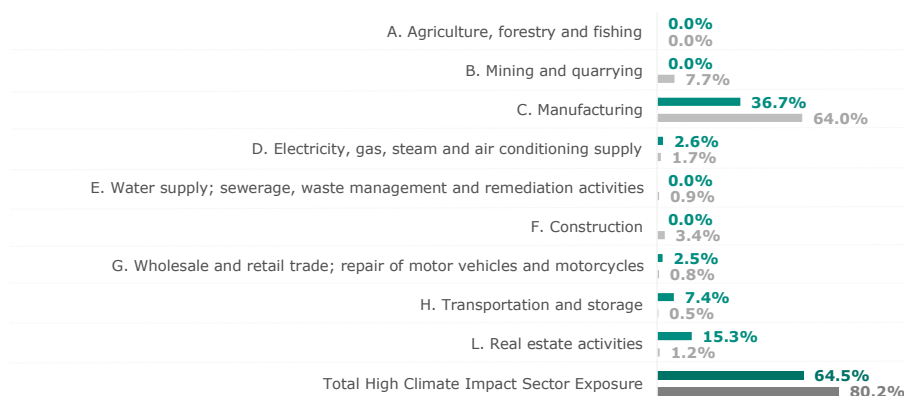 A. Agriculture, forestry and fishing 0.0%
0.0%
B. Mining and quarrying 0.0%
7.7%
C. Manufacturing 36.7%
64.0%
D. Electricity, gas, steam and air conditioning supply 2.6%
1.7%
E. Water supply; sewerage, waste management and remediation activities 0.0%
0.9%
F. Construction 0.0%
3.4%
G. Wholesale and retail trade; repair of motor vehicles and motorcycles 2.5%
0.8%
H. Transportation and storage 7.4%
0.5%
L. Real estate activities 15.3%
1.2%
Total High Climate Impact Sector Exposure 64.5%
80.2%